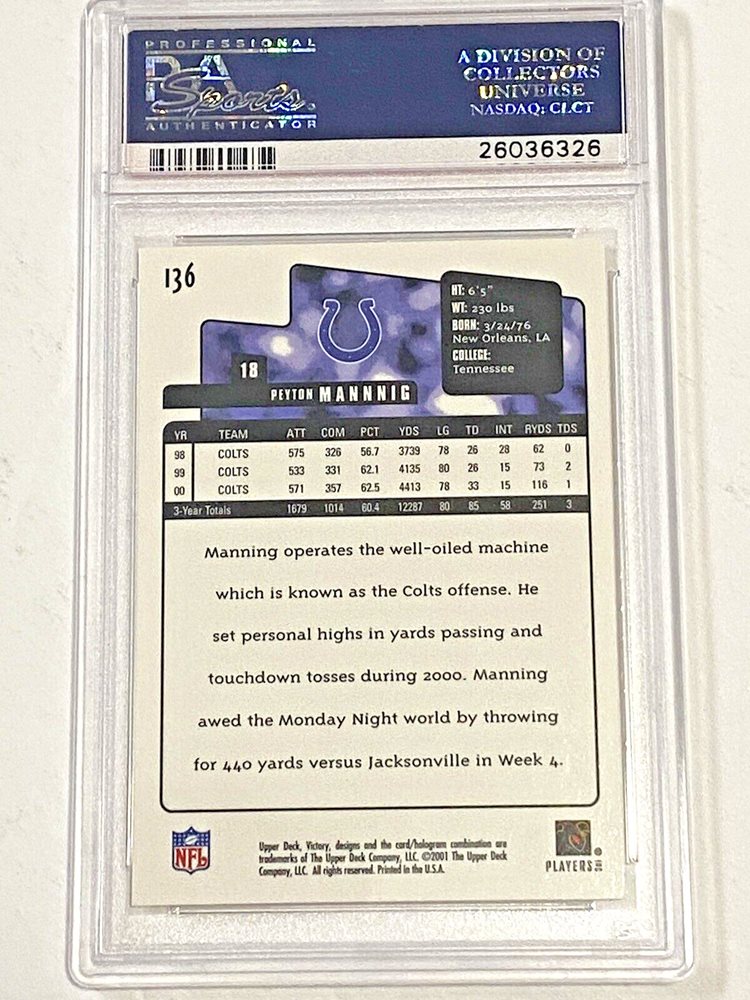 PROFESSIONAL
PSA
Sports
AUTHENTICATOR
A DIVISION OF
COLLECTORS
UNIVERSE
NASDAQ: CLCT
26036326
136
HT: 6'5"
WT: 230 lbs
BORN: 3/24/76
New Orleans, LA
COLLEGE:
Tennessee
18
PEYTON MANNNIG
YR TEAM ATT COM PCT YDS LG TD INT RYDS TDS
98 COLTS 575 326 56.7 3739 78 26 28 62 0
99 COLTS 533 331 62.1 4135 80 26 15 73 2
00 COLTS 571 357 62.5 4413 78 33 15 116 1
3-Year Totals 1679 1014 60.4 12287 80 85 58 251 3
Manning operates the well-oiled machine
which is known as the Colts offense. He
set personal highs in yards passing and
touchdown tosses during 2000. Manning
awed the Monday Night world by throwing
for 440 yards versus Jacksonville in Week 4.
NFL
Upper Deck, Victory, designs and the card/hologram combination are
trademarks of The Upper Deck Company, LLC. ©2001 The Upper Deck
Company, LLC. All rights reserved. Printed in the U.S.A.
PLAYERS